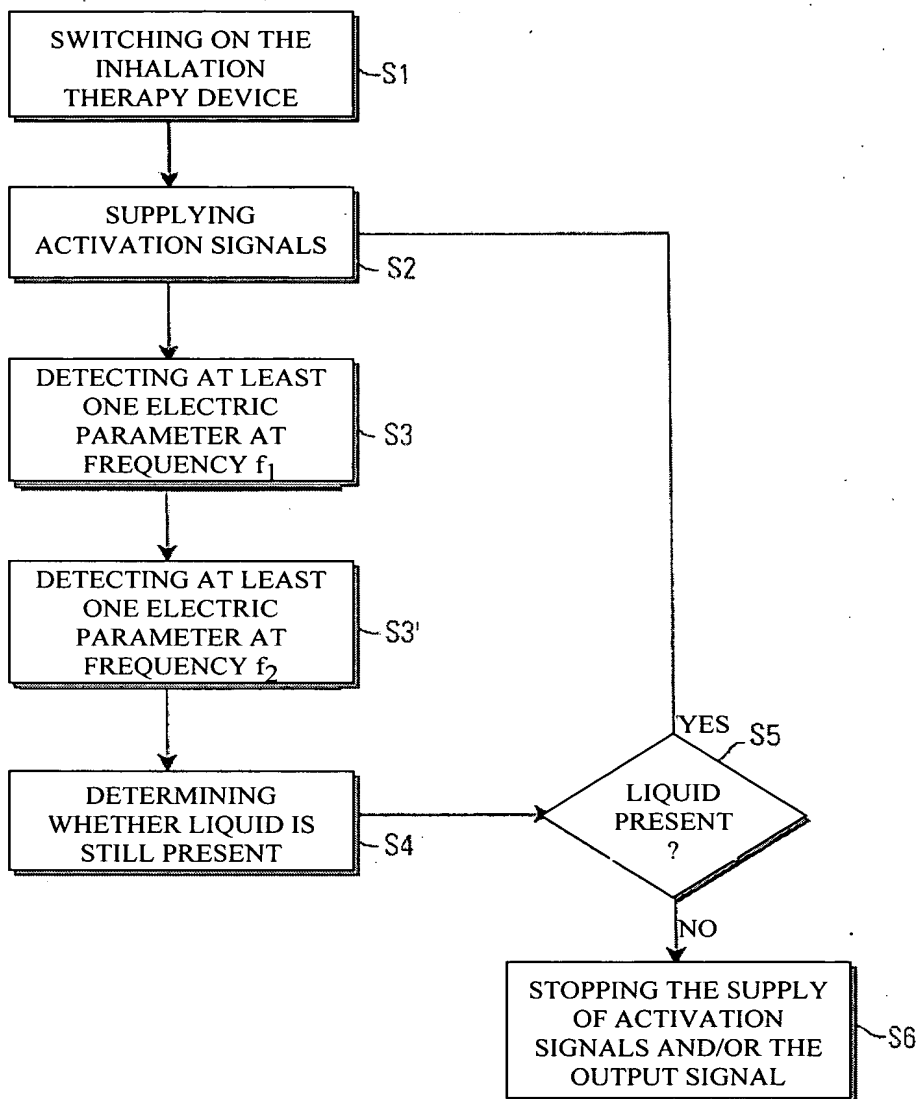 SWITCHING ON THE
INHALATION
THERAPY DEVICE
S1
SUPPLYING
ACTIVATION SIGNALS
S2
DETECTING AT LEAST
ONE ELECTRIC
PARAMETER AT
FREQUENCY f1
S3
DETECTING AT LEAST
ONE ELECTRIC
PARAMETER AT
FREQUENCY f2
S3'
DETERMINING
WHETHER LIQUID IS
STILL PRESENT
S4
YES
S5
LIQUID
PRESENT
?
NO
STOPPING THE SUPPLY
OF ACTIVATION
SIGNALS AND/OR THE
OUTPUT SIGNAL
S6